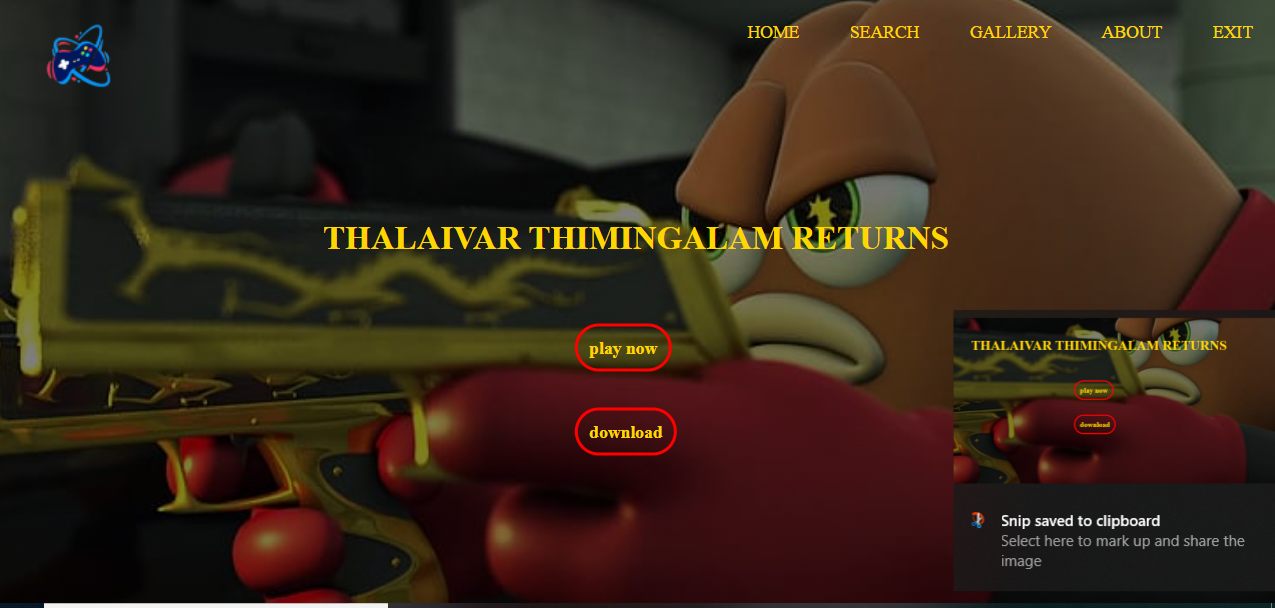 HOME SEARCH GALLERY ABOUT EXIT
THALAIVAR THIMINGALAM RETURNS
play now
download
THALAIVAR THIMINGALAM RETURNS
play now
download
Snip saved to clipboard
Select here to mark up and share the
image